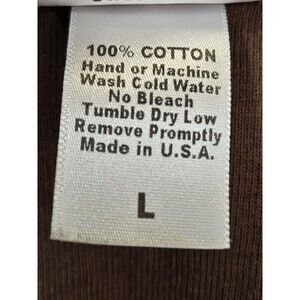 100% COTTON
Hand or Machine
Wash Cold Water
No Bleach
Tumble Dry Low
Remove Promptly
Made in U.S.A.
L